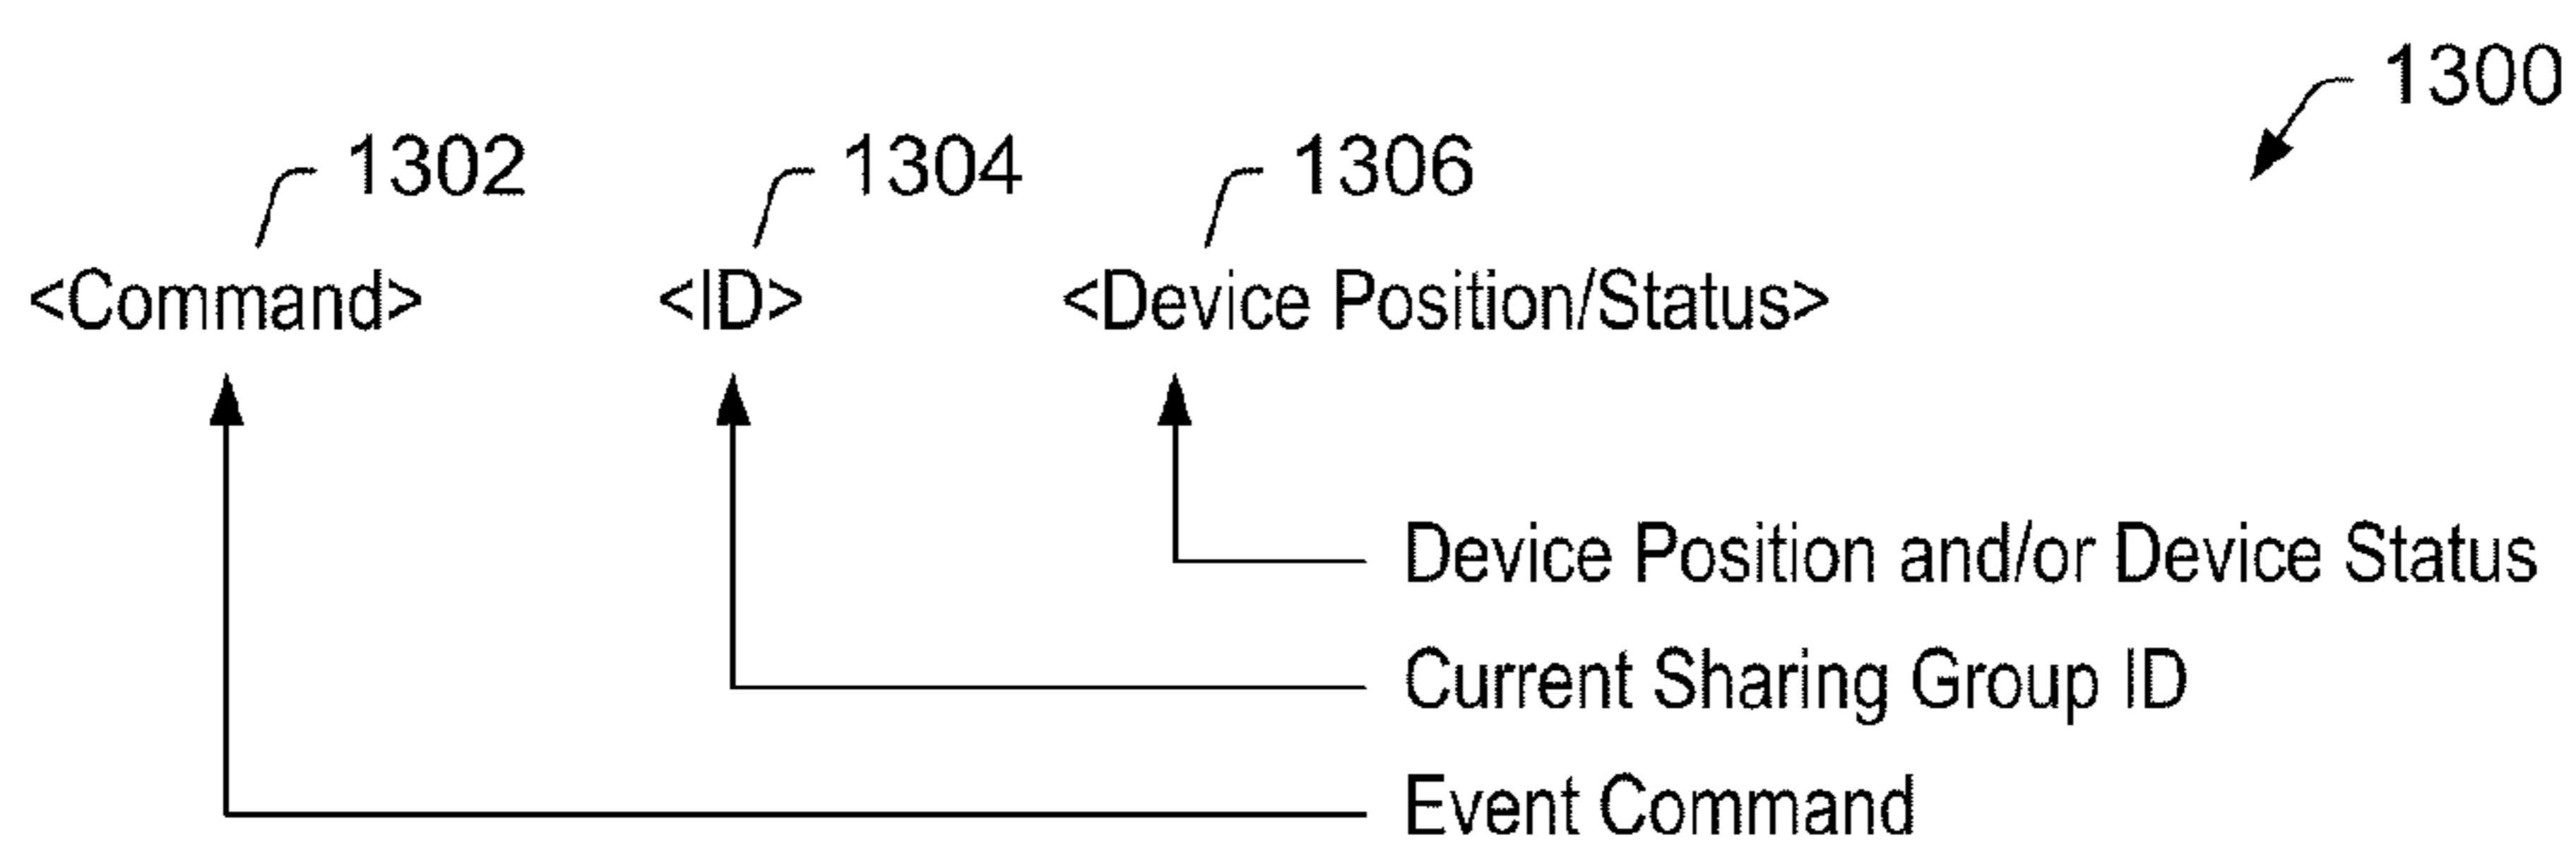 1300
1302 1304 1306
<Command> <ID> <Device Position/Status>
Device Position and/or Device Status
Current Sharing Group ID
Event Command